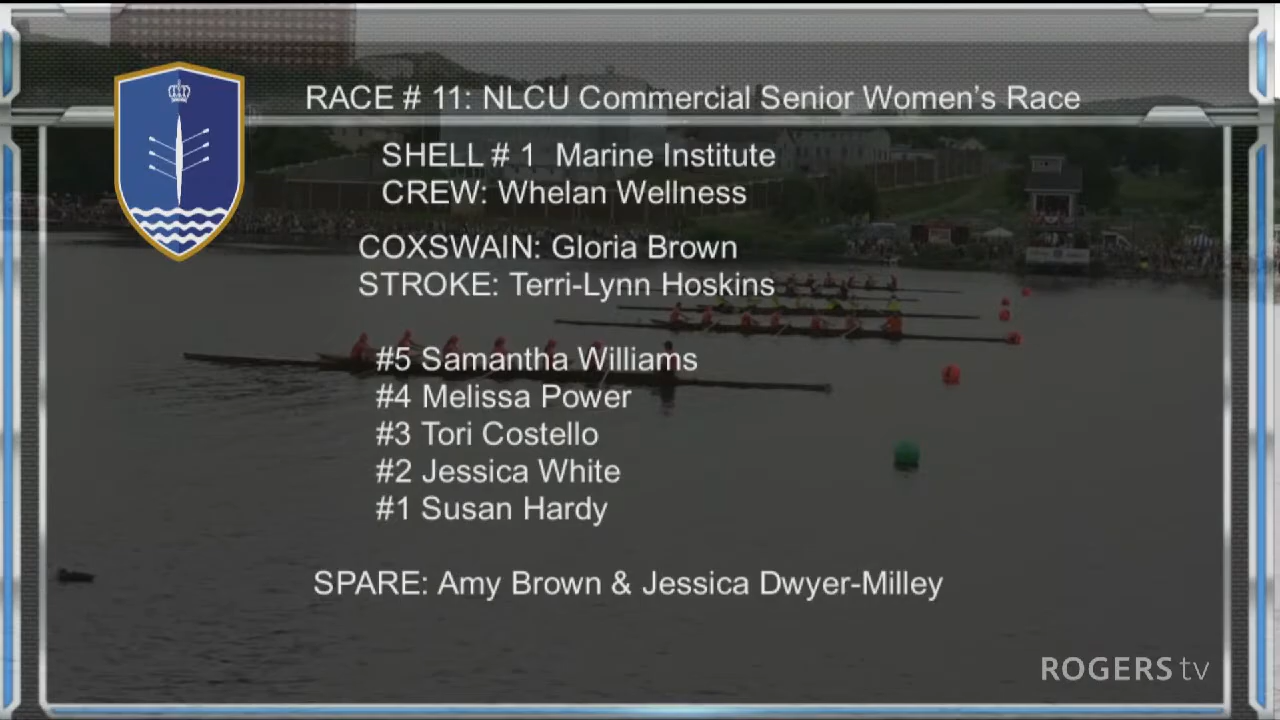 RACE # 11: NLCU Commercial Senior Women's Race
SHELL # 1 Marine Institute
CREW: Whelan Wellness
COXSWAIN: Gloria Brown
STROKE: Terri-Lynn Hoskins
#5 Samantha Williams
#4 Melissa Power
#3 Tori Costello
#2 Jessica White
#1 Susan Hardy
SPARE: Amy Brown & Jessica Dwyer-Milley
ROGERS tv